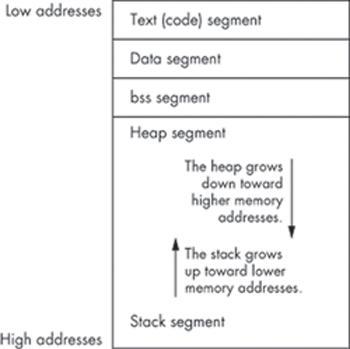 Low addresses
Text (code) segment
Data segment
bss segment
Heap segment
The heap grows
down toward
higher memory
addresses.
The stack grows
up toward lower
memory addresses.
Stack segment
High addresses